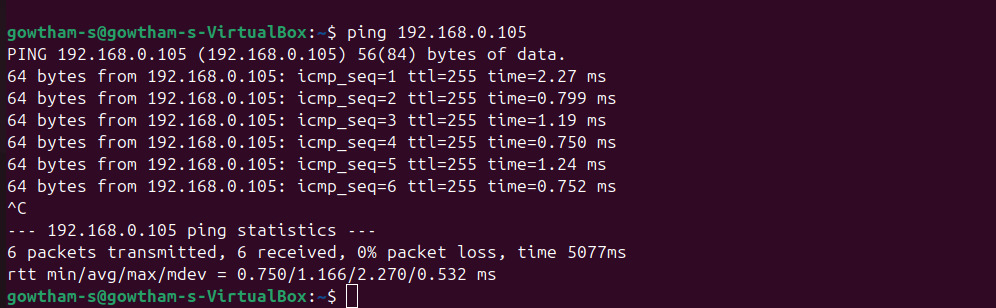 gowtham-s@gowtham-s-VirtualBox:~$ ping 192.168.0.105
PING 192.168.0.105 (192.168.0.105) 56(84) bytes of data.
64 bytes from 192.168.0.105: icmp_seq=1 ttl=255 time=2.27 ms
64 bytes from 192.168.0.105: icmp_seq=2 ttl=255 time=0.799 ms
64 bytes from 192.168.0.105: icmp_seq=3 ttl=255 time=1.19 ms
64 bytes from 192.168.0.105: icmp_seq=4 ttl=255 time=0.750 ms
64 bytes from 192.168.0.105: icmp_seq=5 ttl=255 time=1.24 ms
64 bytes from 192.168.0.105: icmp_seq=6 ttl=255 time=0.752 ms
^C
--- 192.168.0.105 ping statistics ---
6 packets transmitted, 6 received, 0% packet loss, time 5077ms
rtt min/avg/max/mdev = 0.750/1.166/2.270/0.532 ms
gowtham-s@gowtham-s-VirtualBox:~$